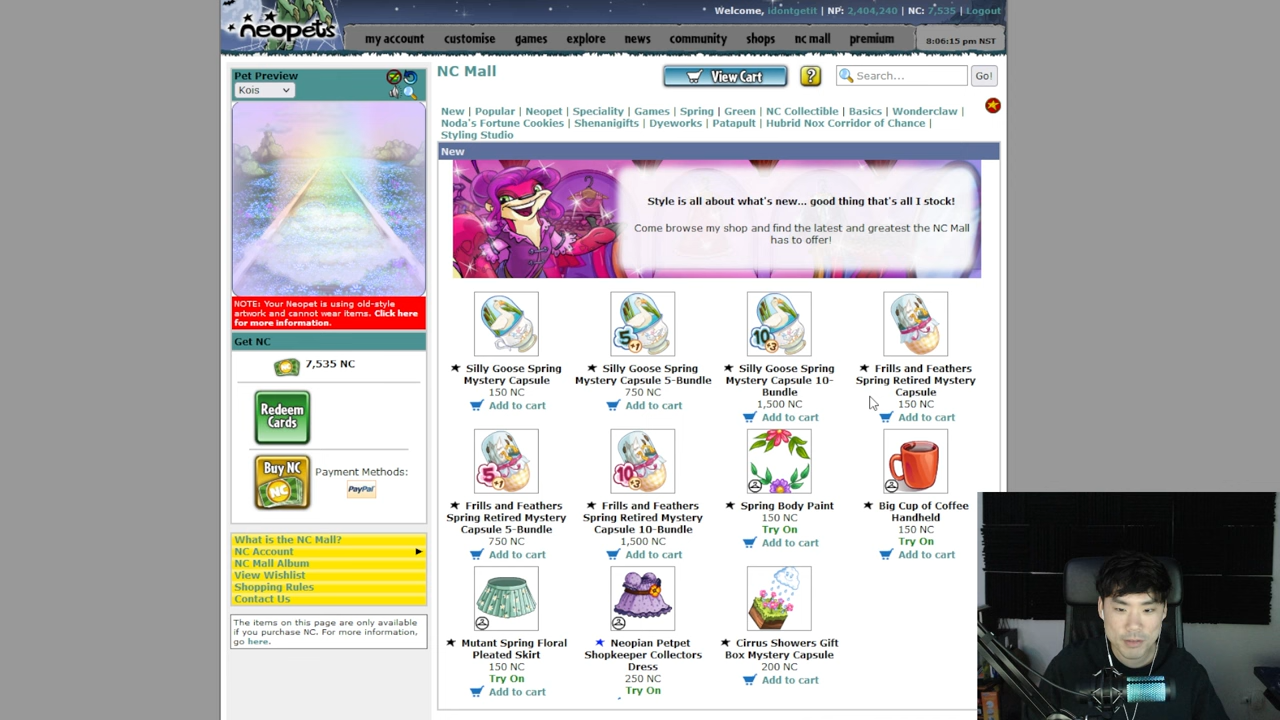 neopets
Welcome, idontgetit | NP: 2,404,240 | NC: 7,535 | Logout
my account customise games explore news community shops nc mall premium
8:06:15 pm NST
Pet Preview
Kois
NOTE: Your Neopet is using old-style
artwork and cannot wear items. Click here
for more information.
Get NC
7,535 NC
Redeem
Cards
Buy NC
NC
Payment Methods:
PayPal
What is the NC Mall?
NC Account
NC Mall Album
View Wishlist
Shopping Rules
Contact Us
The items on this page are only available
if you purchase NC. For more information,
go here.
NC Mall
View Cart
?
Search...
Go!
New | Popular | Neopet | Speciality | Games | Spring | Green | NC Collectible | Basics | Wonderclaw |
Noda's Fortune Cookies | Shenanigifts | Dyeworks | Patapult | Hubrid Nox Corridor of Chance |
Styling Studio
New
Style is all about what's new... good thing that's all I stock!
Come browse my shop and find the latest and greatest the NC Mall
has to offer!
Silly Goose Spring
Mystery Capsule
150 NC
Add to cart
5 +1
Silly Goose Spring
Mystery Capsule 5-Bundle
750 NC
Add to cart
10 +3
Silly Goose Spring
Mystery Capsule 10-
Bundle
1,500 NC
Add to cart
Frills and Feathers
Spring Retired Mystery
Capsule
150 NC
Add to cart
5 +1
Frills and Feathers
Spring Retired Mystery
Capsule 5-Bundle
750 NC
Add to cart
10 +3
Frills and Feathers
Spring Retired Mystery
Capsule 10-Bundle
1,500 NC
Add to cart
Spring Body Paint
150 NC
Try On
Add to cart
Big Cup of Coffee
Handheld
150 NC
Try On
Add to cart
Mutant Spring Floral
Pleated Skirt
150 NC
Try On
Add to cart
Neopian Petpet
Shopkeeper Collectors
Dress
250 NC
Try On
Cirrus Showers Gift
Box Mystery Capsule
200 NC
Add to cart